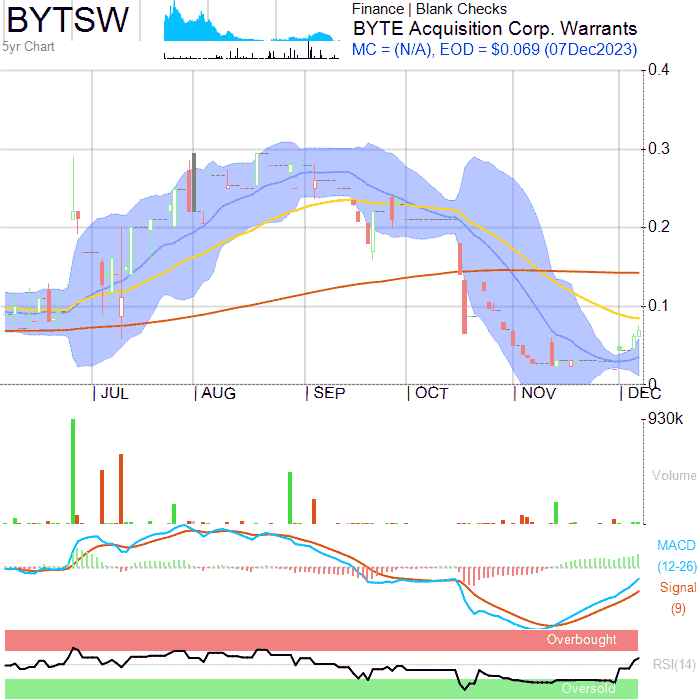 BYTSW
5yr Chart
Finance | Blank Checks
BYTE Acquisition Corp. Warrants
MC = (N/A), EOD = $0.069 (07Dec2023)
0.4
0.3
0.2
0.1
0
JUL AUG SEP OCT NOV DEC
930k
Volume
MACD
(12-26)
Signal
(9)
Overbought
RSI(14)
Oversold